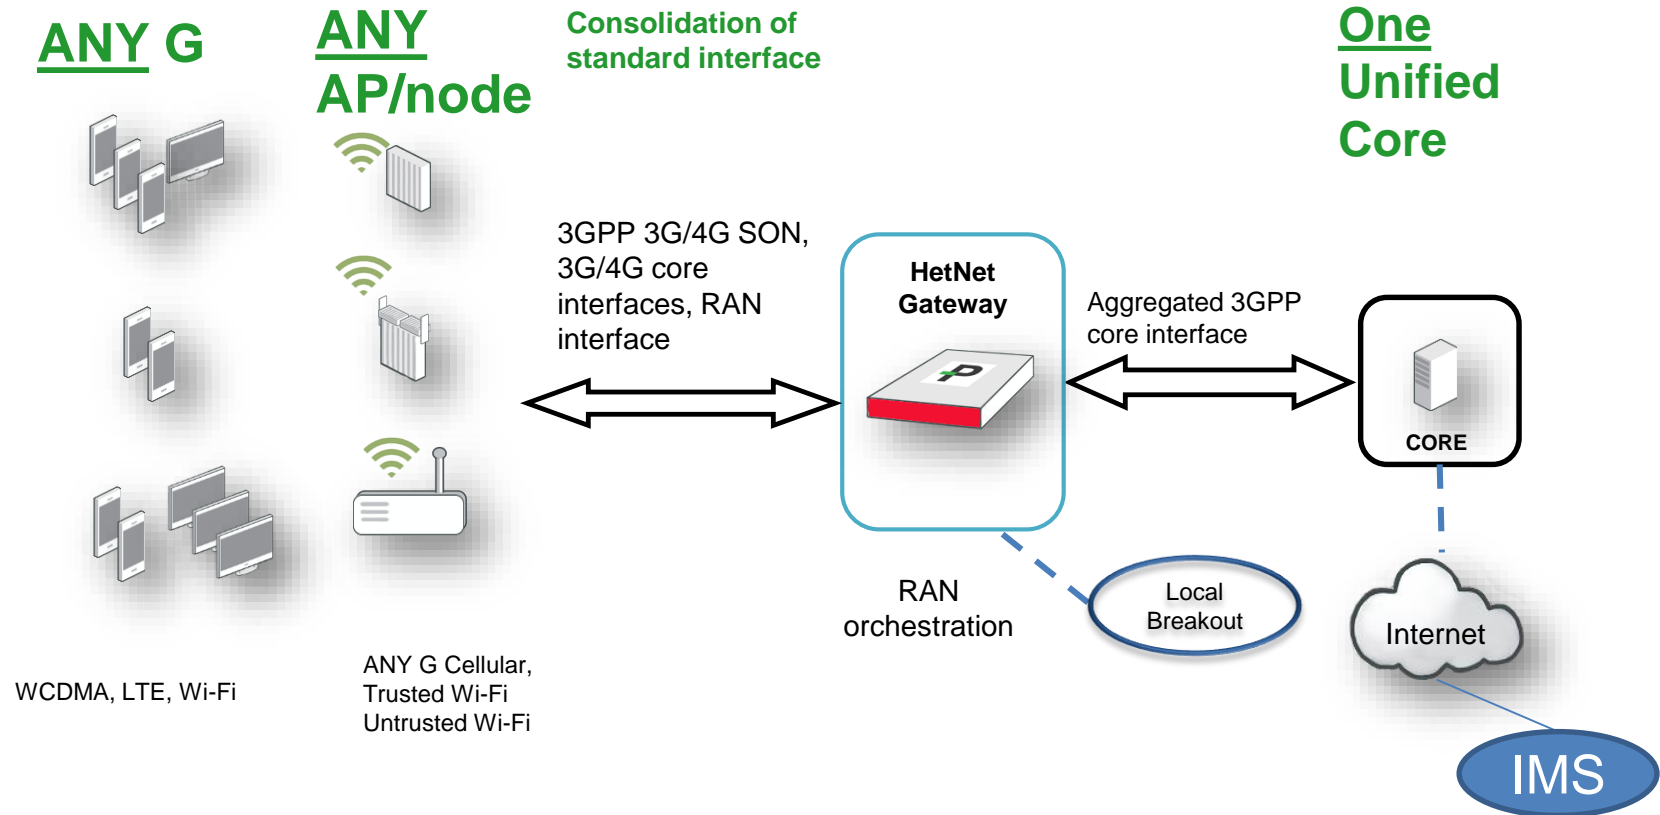 ANY G
ANY
AP/node
Consolidation of
standard interface
One
Unified
Core
3GPP 3G/4G SON,
3G/4G core
interfaces, RAN
interface
HetNet
Gateway
P
Aggregated 3GPP
core interface
CORE
RAN
orchestration
Local
Breakout
Internet
WCDMA, LTE, Wi-Fi
ANY G Cellular,
Trusted Wi-Fi
Untrusted Wi-Fi
IMS